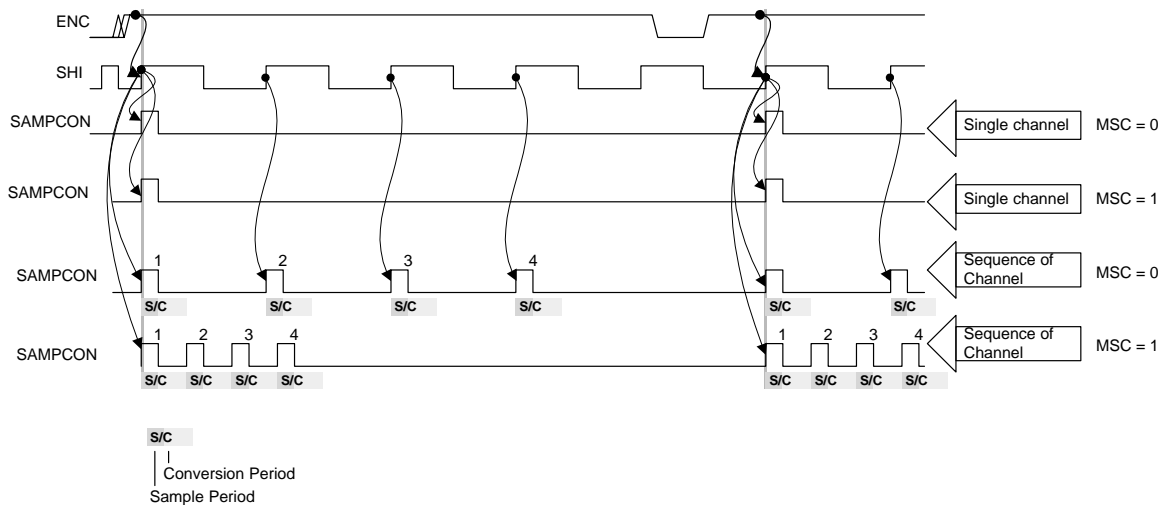 ENC
SHI
SAMPCON
Single channel
MSC = 0
SAMPCON
Single channel
MSC = 1
1
2
3
4
SAMPCON
Sequence of
Channel
MSC = 0
S/C
S/C
S/C
S/C
S/C
S/C
1
2
3
4
1
2
3
4
SAMPCON
Sequence of
Channel
MSC = 1
S/C
S/C
S/C
S/C
S/C
S/C
S/C
S/C
S/C
Conversion Period
Sample Period